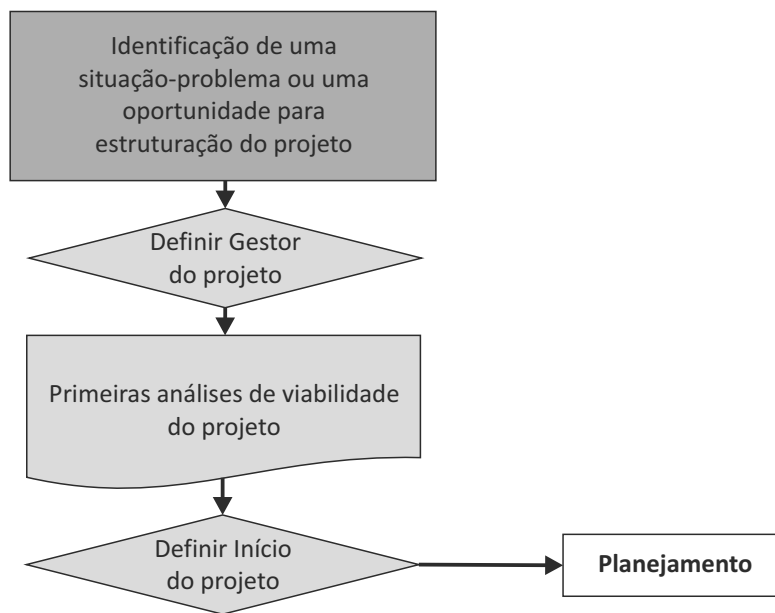 Identificação de uma
situação-problema ou uma
oportunidade para
estruturação do projeto
Definir Gestor
do projeto
Primeiras análises de viabilidade
do projeto
Definir Início
do projeto
Planejamento